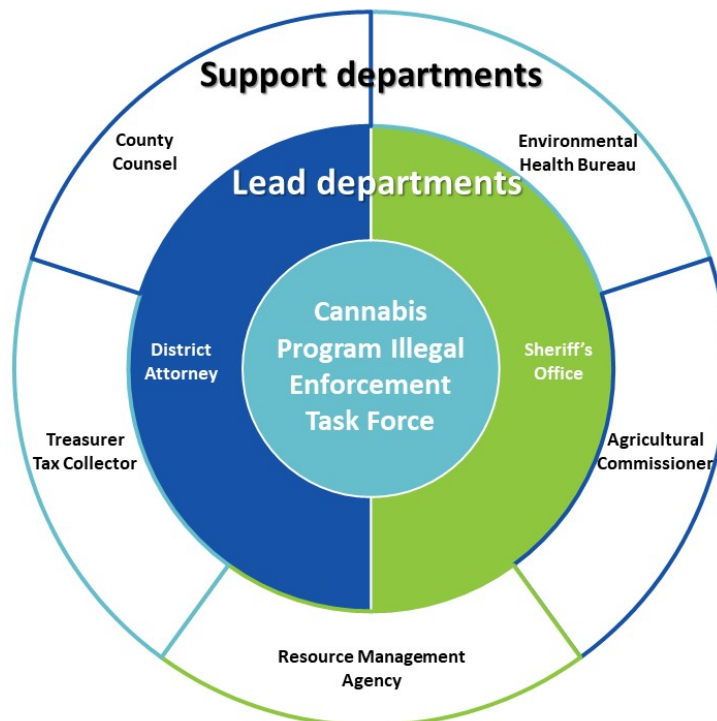 Support departments
County
Counsel
Environmental
Health Bureau
Lead departments
Cannabis
Program Illegal
Enforcement
Task Force
District
Attorney
Sheriff's
Office
Treasurer
Tax Collector
Agricultural
Commissioner
Resource Management
Agency